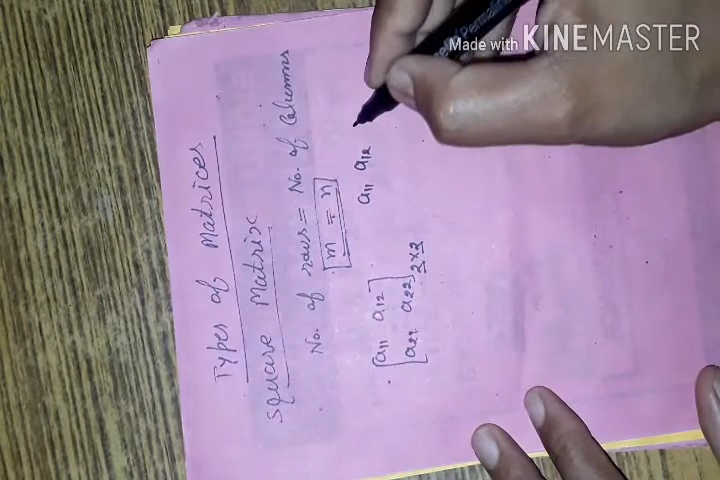 Types of Matrices
Square Matrix
No. of rows = No. of Columns
[m = n]
[a11 a12
a21 a22]2×2
a11 a12
Made with KINEMASTER